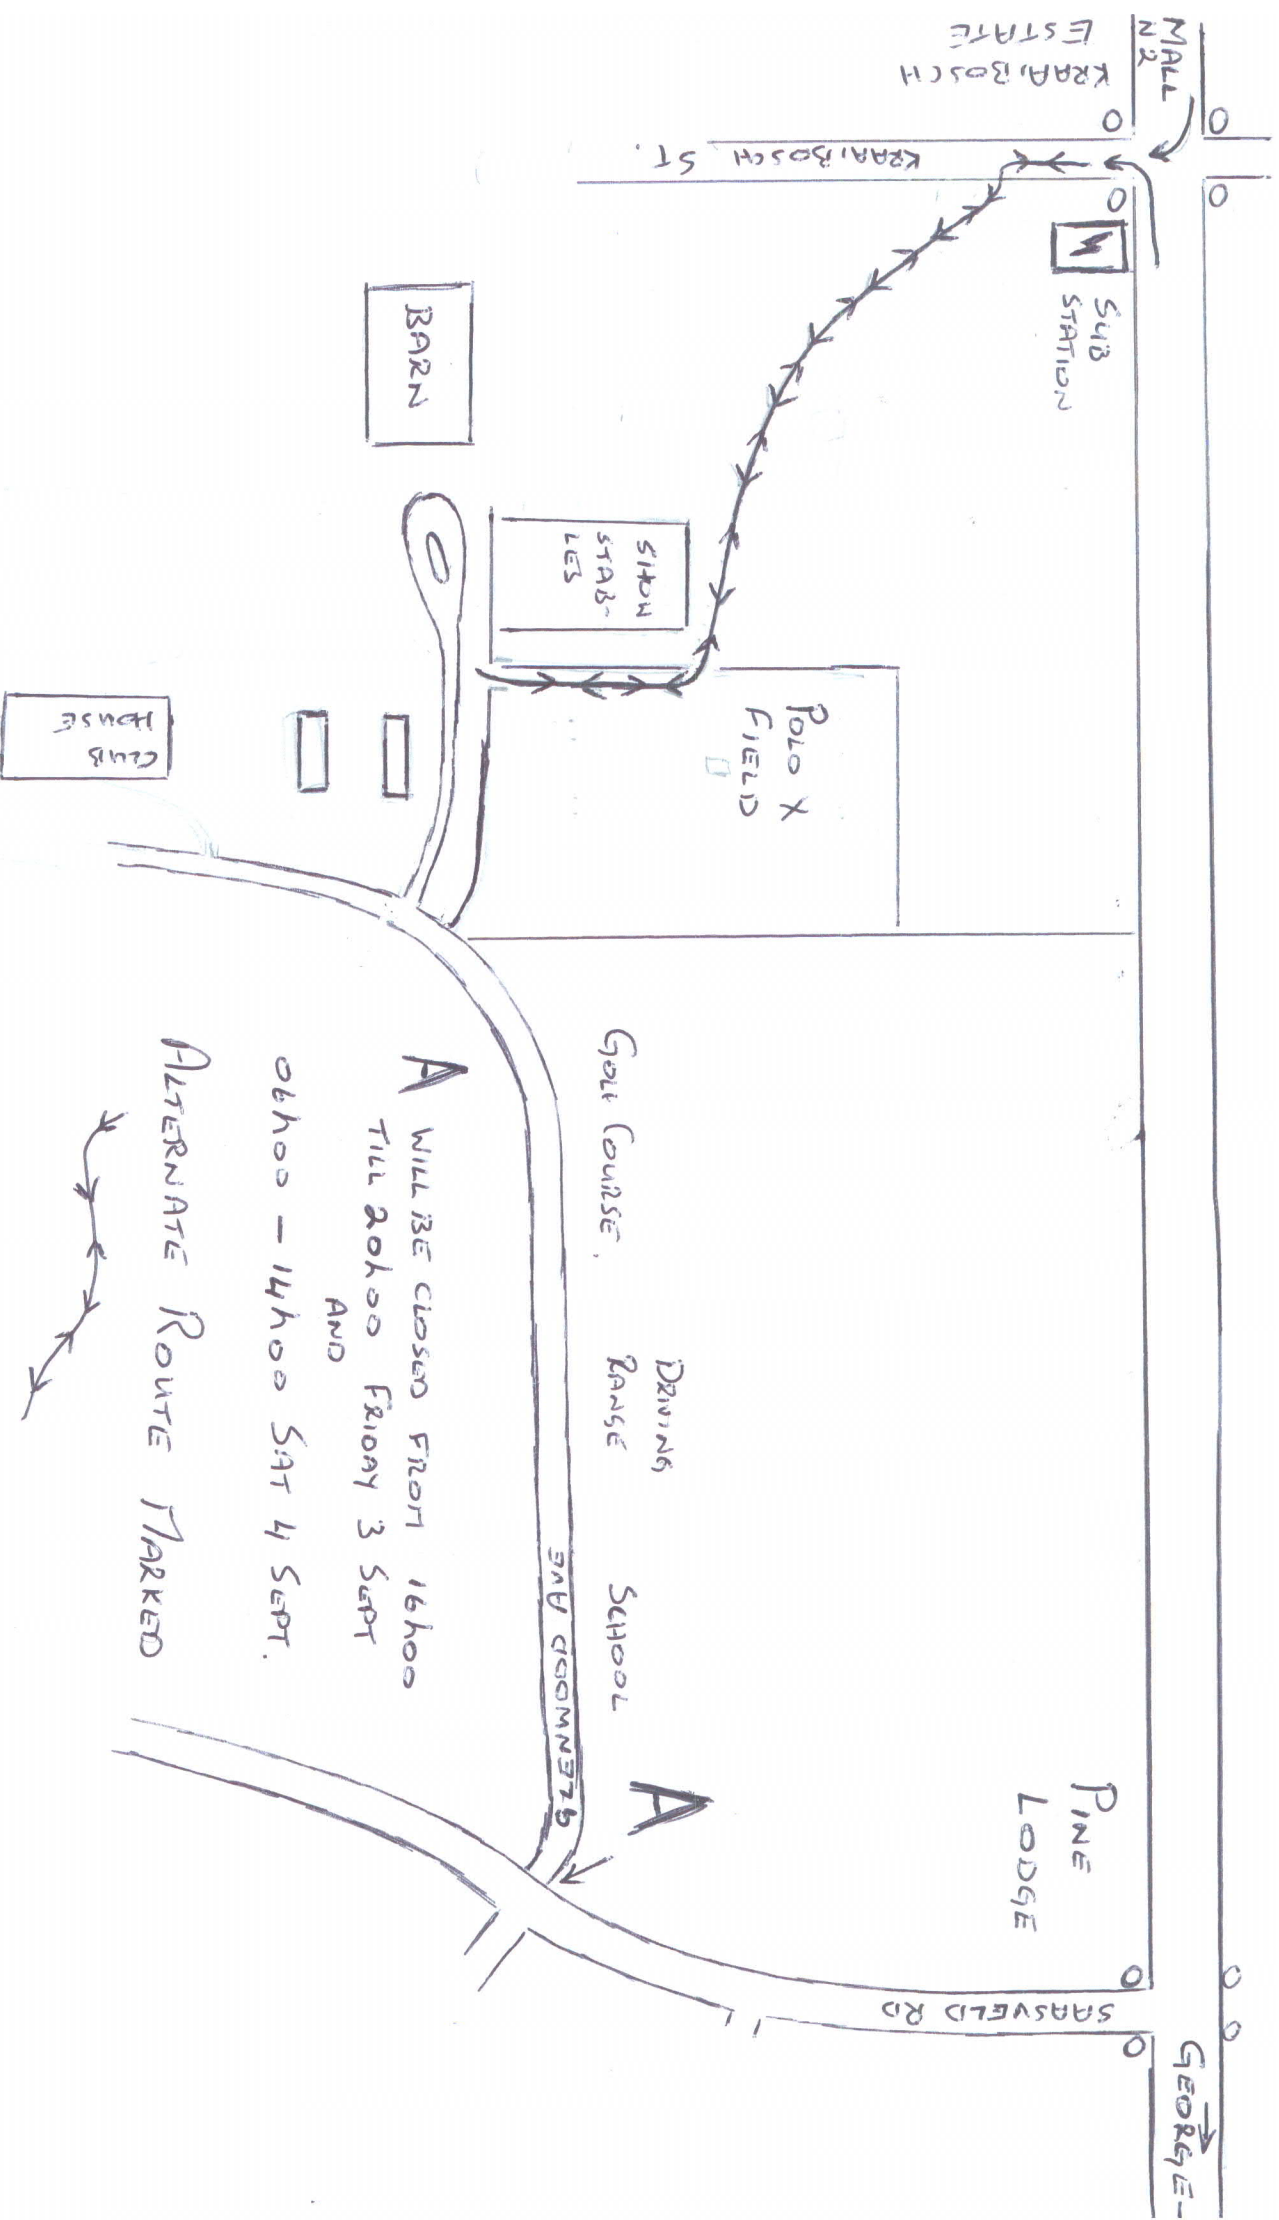 MALL
N2
KRAAIBOSCH
ESTATE
KRAAIBOSCH ST.
SUB
STATION
BARN
SHOW
STAB-
LES
POLO X
FIELD
CLUB
HOUSE
GOLF COURSE.
DRIVING
RANGE
SCHOOL
GLENWOOD AVE
A
PINE
LODGE
SAASVELD RD
GEORGE
A WILL BE CLOSED FROM 16h00
TILL 20h00 FRIDAY 3 SEPT
AND
06h00 - 14h00 SAT 4 SEPT.
ALTERNATE ROUTE MARKED